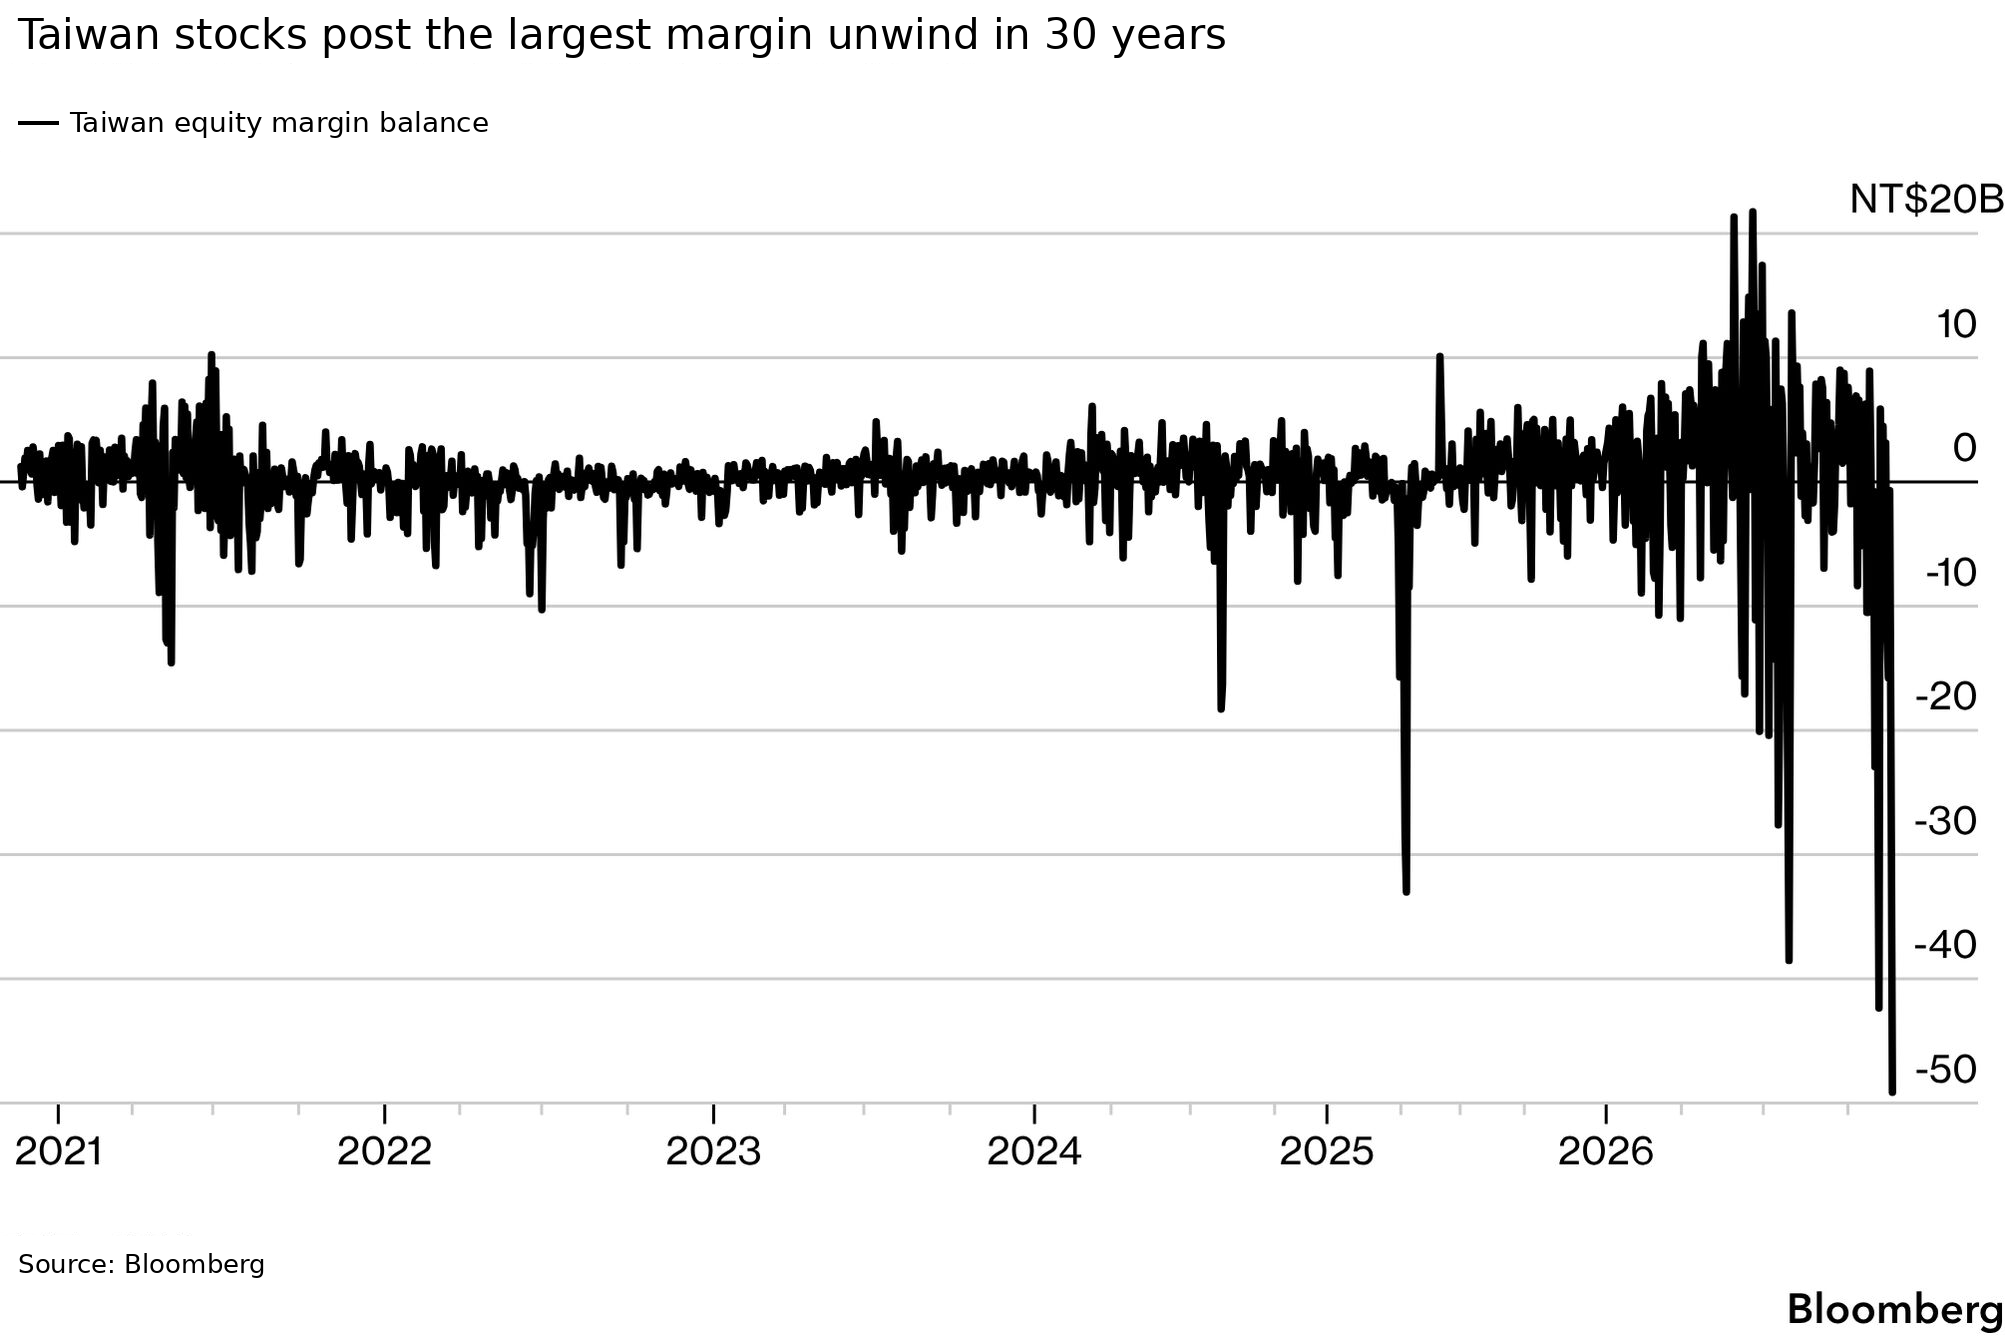 Taiwan stocks post the largest margin unwind in 30 years
Taiwan equity margin balance
NT$20B
10
0
-10
-20
-30
-40
-50
2021 2022 2023 2024 2025 2026
Source: Bloomberg
Bloomberg